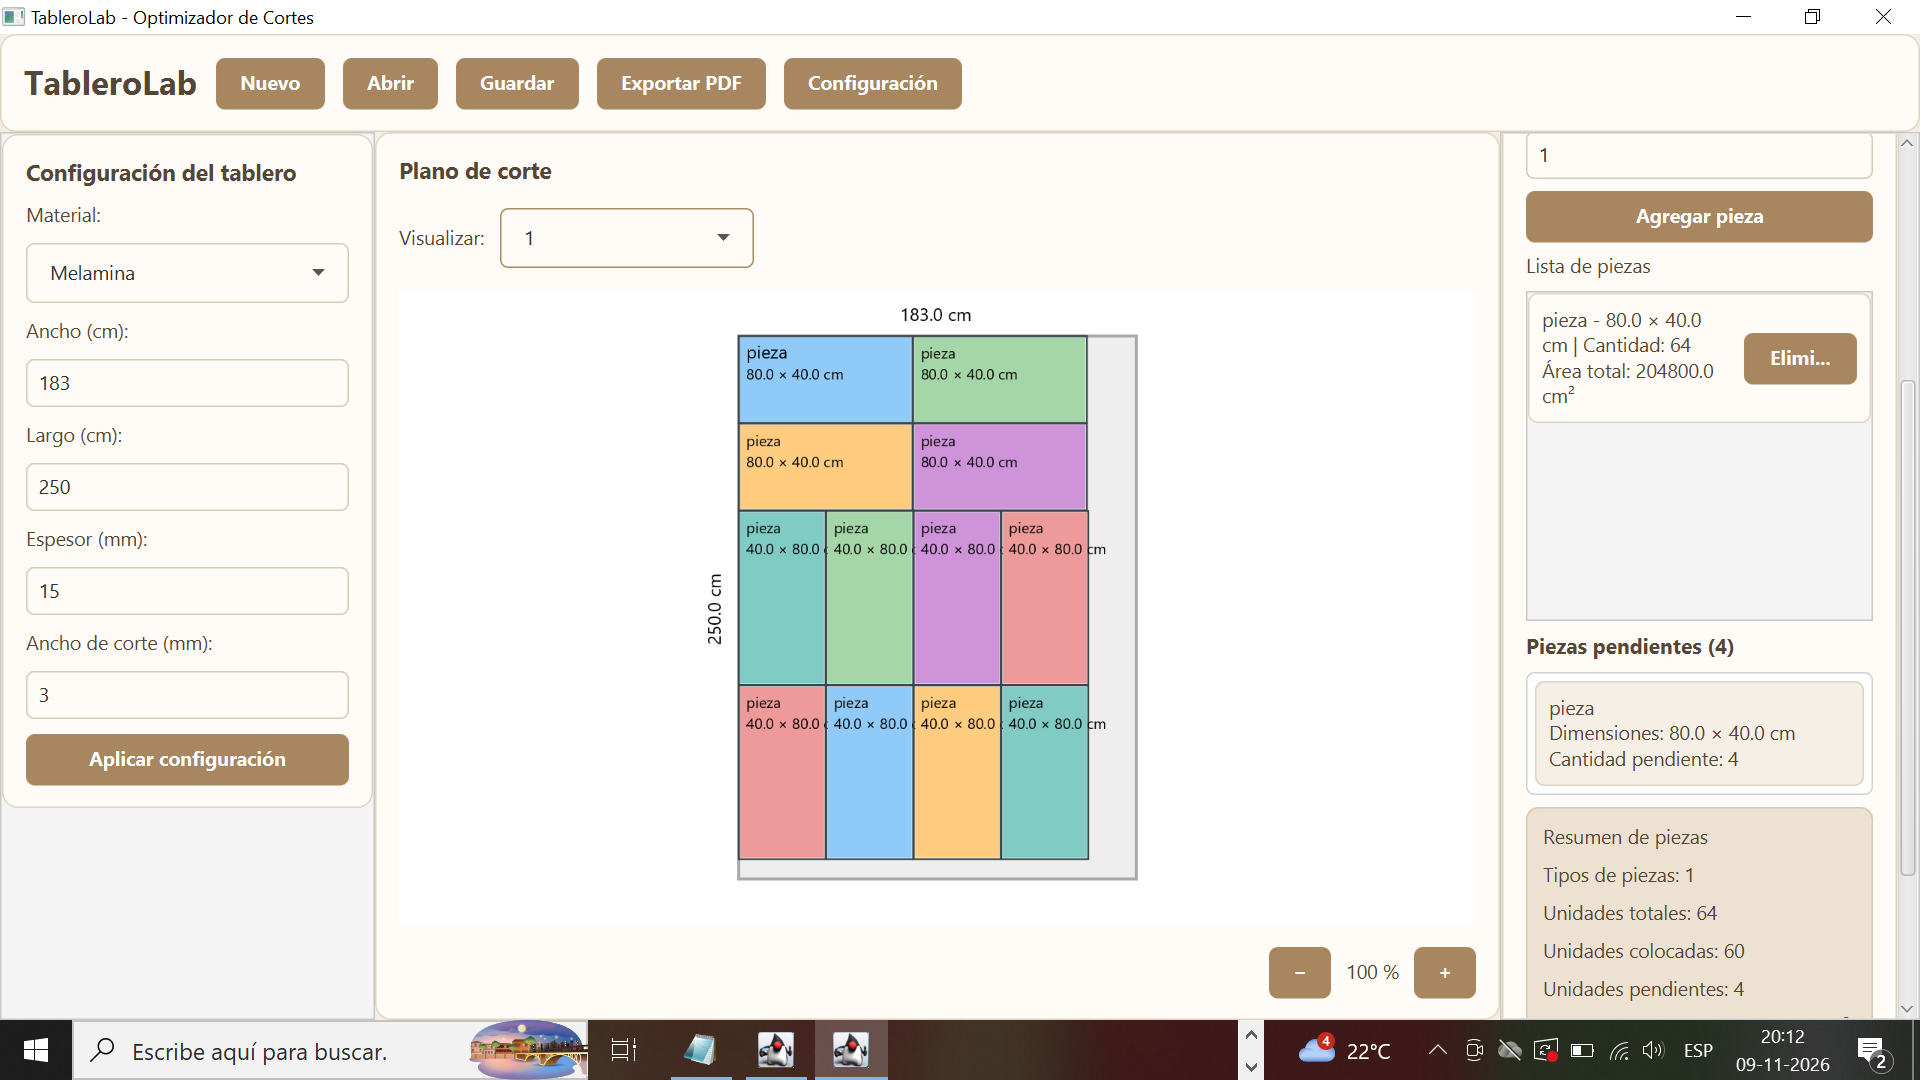 TableroLab - Optimizador de Cortes
TableroLab
Nuevo
Abrir
Guardar
Exportar PDF
Configuración
Configuración del tablero
Material:
Melamina
Ancho (cm):
183
Largo (cm):
250
Espesor (mm):
15
Ancho de corte (mm):
3
Aplicar configuración
Plano de corte
Visualizar:
1
183.0 cm
250.0 cm
pieza
80.0 × 40.0 cm
pieza
80.0 × 40.0 cm
pieza
80.0 × 40.0 cm
pieza
80.0 × 40.0 cm
pieza
40.0 × 80.0
pieza
40.0 × 80.0
pieza
40.0 × 80.0
pieza
40.0 × 80.0 cm
pieza
40.0 × 80.0
pieza
40.0 × 80.0
pieza
40.0 × 80.0
pieza
40.0 × 80.0 cm
−
100 %
+
1
Agregar pieza
Lista de piezas
pieza - 80.0 × 40.0
cm | Cantidad: 64
Área total: 204800.0
cm²
Elimi...
Piezas pendientes (4)
pieza
Dimensiones: 80.0 × 40.0 cm
Cantidad pendiente: 4
Resumen de piezas
Tipos de piezas: 1
Unidades totales: 64
Unidades colocadas: 60
Unidades pendientes: 4
Escribe aquí para buscar.
4
22°C
ESP
20:12
09-11-2026
2